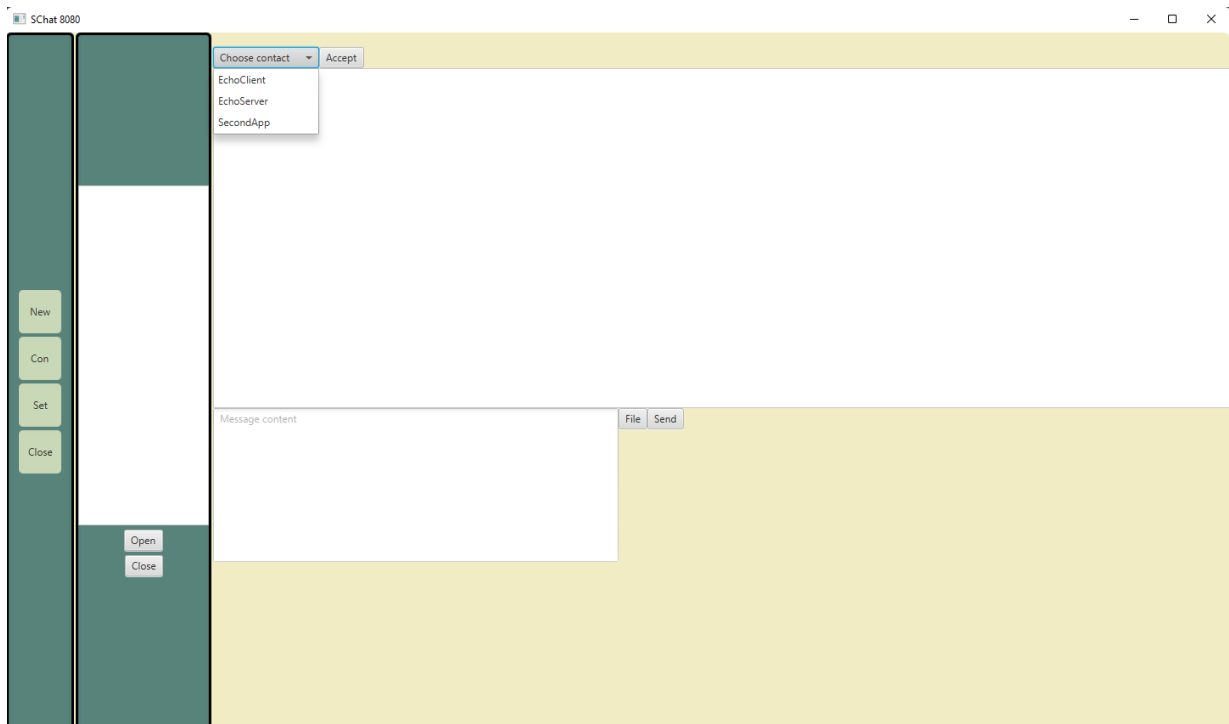 SChat 8080
Choose contact
Accept
EchoClient
EchoServer
SecondApp
New
Con
Set
Close
Message content
File
Send
Open
Close